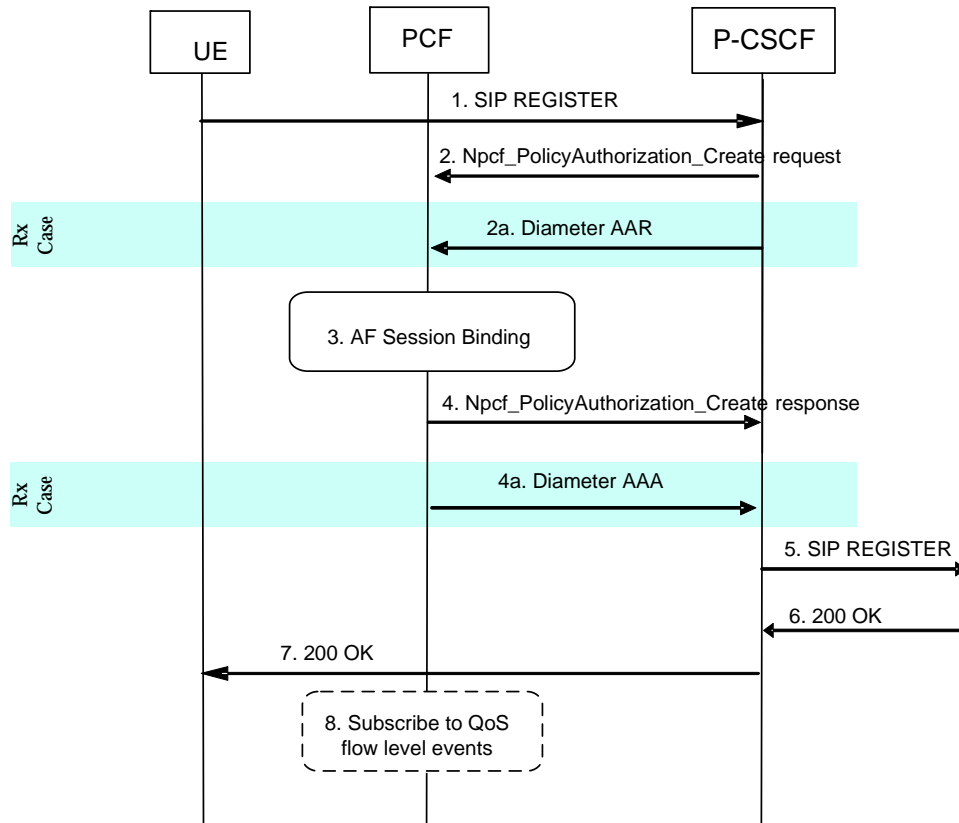 UE
PCF
P-CSCF
1. SIP REGISTER
2. Npcf_PolicyAuthorization_Create request
Rx
Case
2a. Diameter AAR
3. AF Session Binding
4. Npcf_PolicyAuthorization_Create response
Rx
Case
4a. Diameter AAA
5. SIP REGISTER
6. 200 OK
7. 200 OK
8. Subscribe to QoS
flow level events